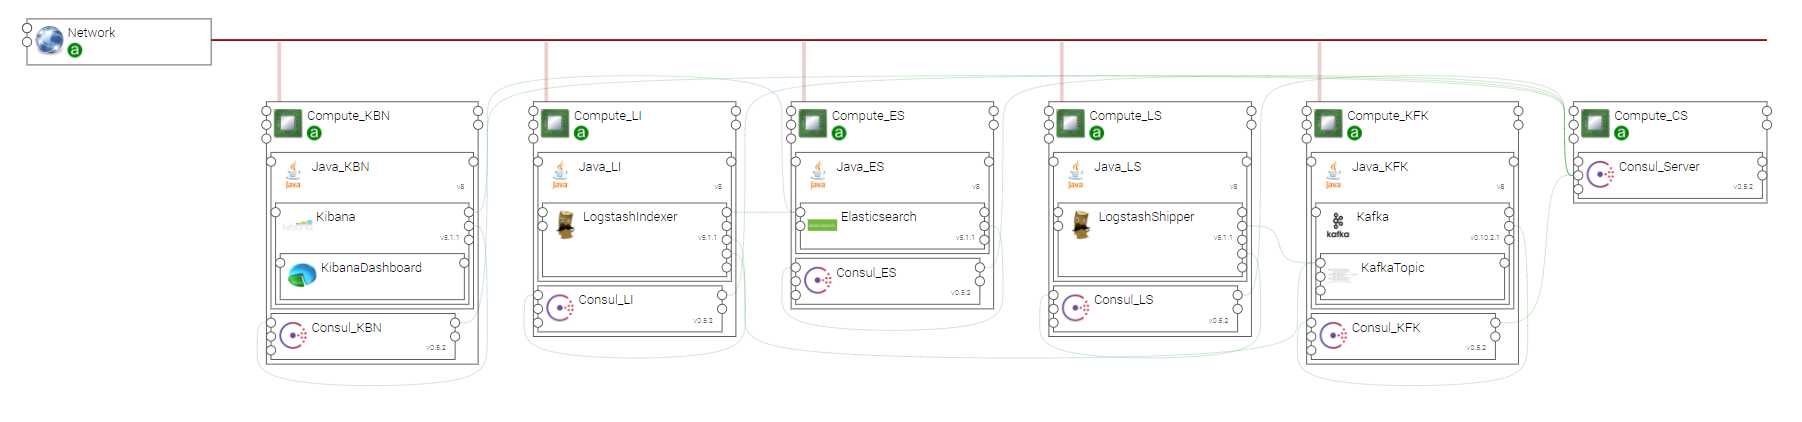 Network
a
Compute_KBN
a
Java_KBN
Java
v8
Kibana
v5.1.1
KibanaDashboard
Consul_KBN
v0.5.2
Compute_LI
a
Java_LI
Java
v8
LogstashIndexer
v5.1.1
Consul_LI
v0.5.2
Compute_ES
a
Java_ES
Java
v8
Elasticsearch
v5.1.1
Consul_ES
v0.5.2
Compute_LS
a
Java_LS
Java
v8
LogstashShipper
v5.1.1
Consul_LS
v0.5.2
Compute_KFK
a
Java_KFK
Java
v8
Kafka
kafka
v0.10.2.1
KafkaTopic
Consul_KFK
v0.5.2
Compute_CS
a
Consul_Server
v0.5.2